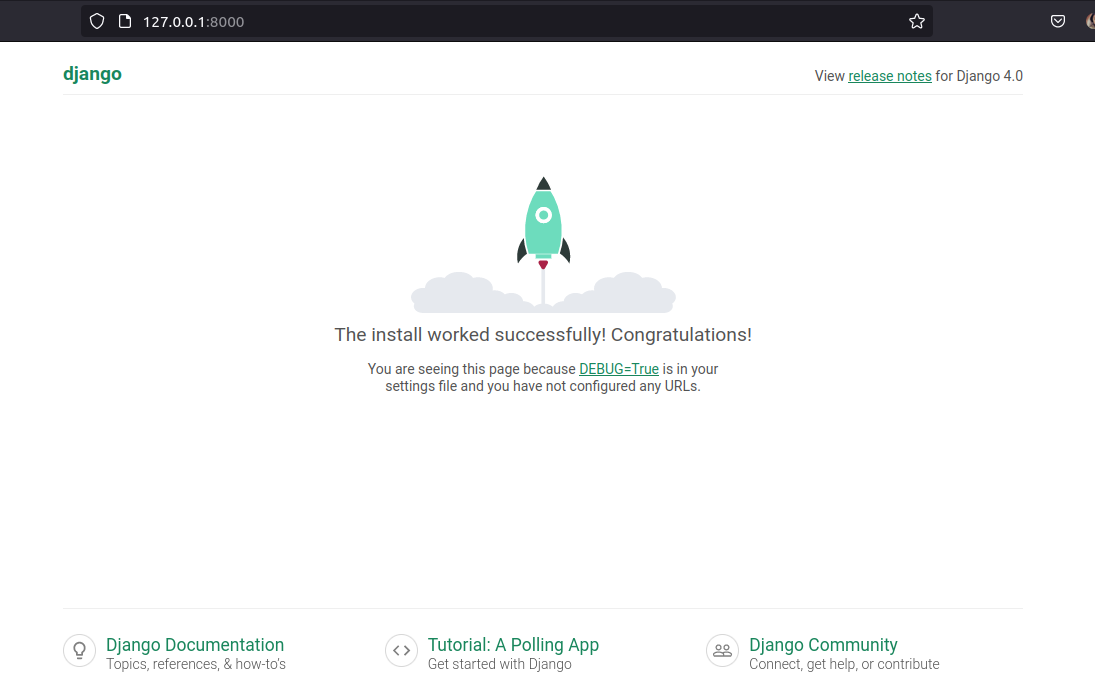 127.0.0.1:8000
django
View release notes for Django 4.0
The install worked successfully! Congratulations!
You are seeing this page because DEBUG=True is in your
settings file and you have not configured any URLs.
Django Documentation
Topics, references, & how-to's
Tutorial: A Polling App
Get started with Django
Django Community
Connect, get help, or contribute